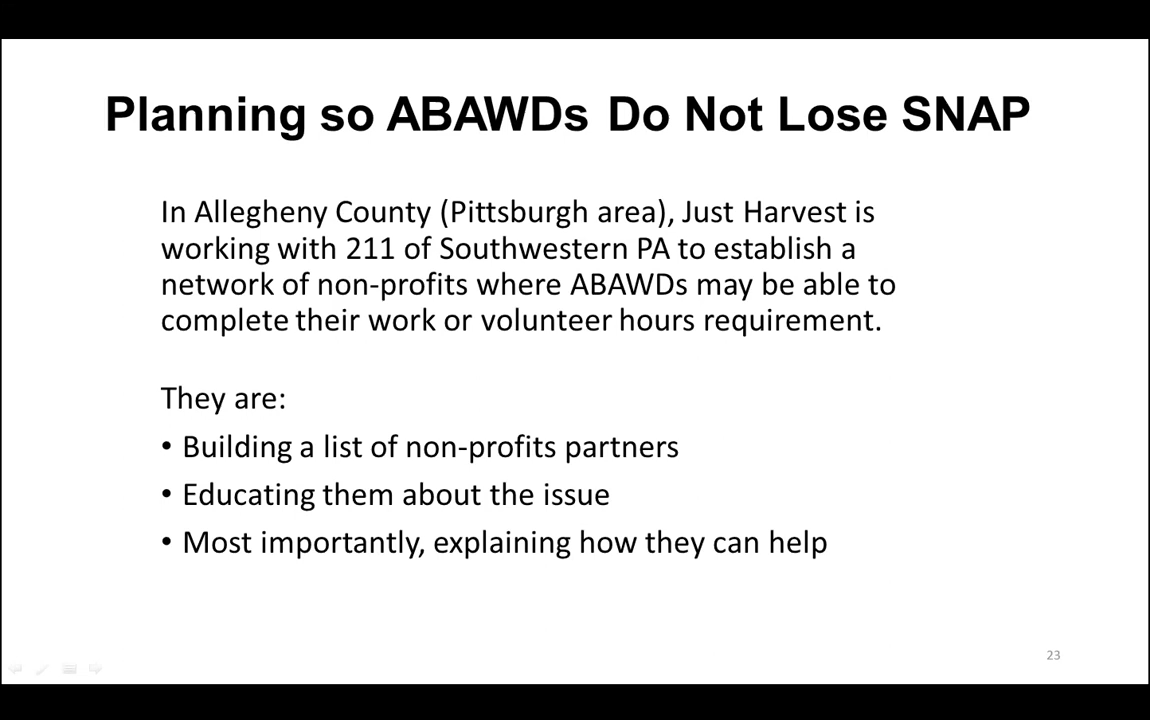 Planning so ABAWDs Do Not Lose SNAP
In Allegheny County (Pittsburgh area), Just Harvest is
working with 211 of Southwestern PA to establish a
network of non-profits where ABAWDs may be able to
complete their work or volunteer hours requirement.
They are:
• Building a list of non-profits partners
• Educating them about the issue
• Most importantly, explaining how they can help
23